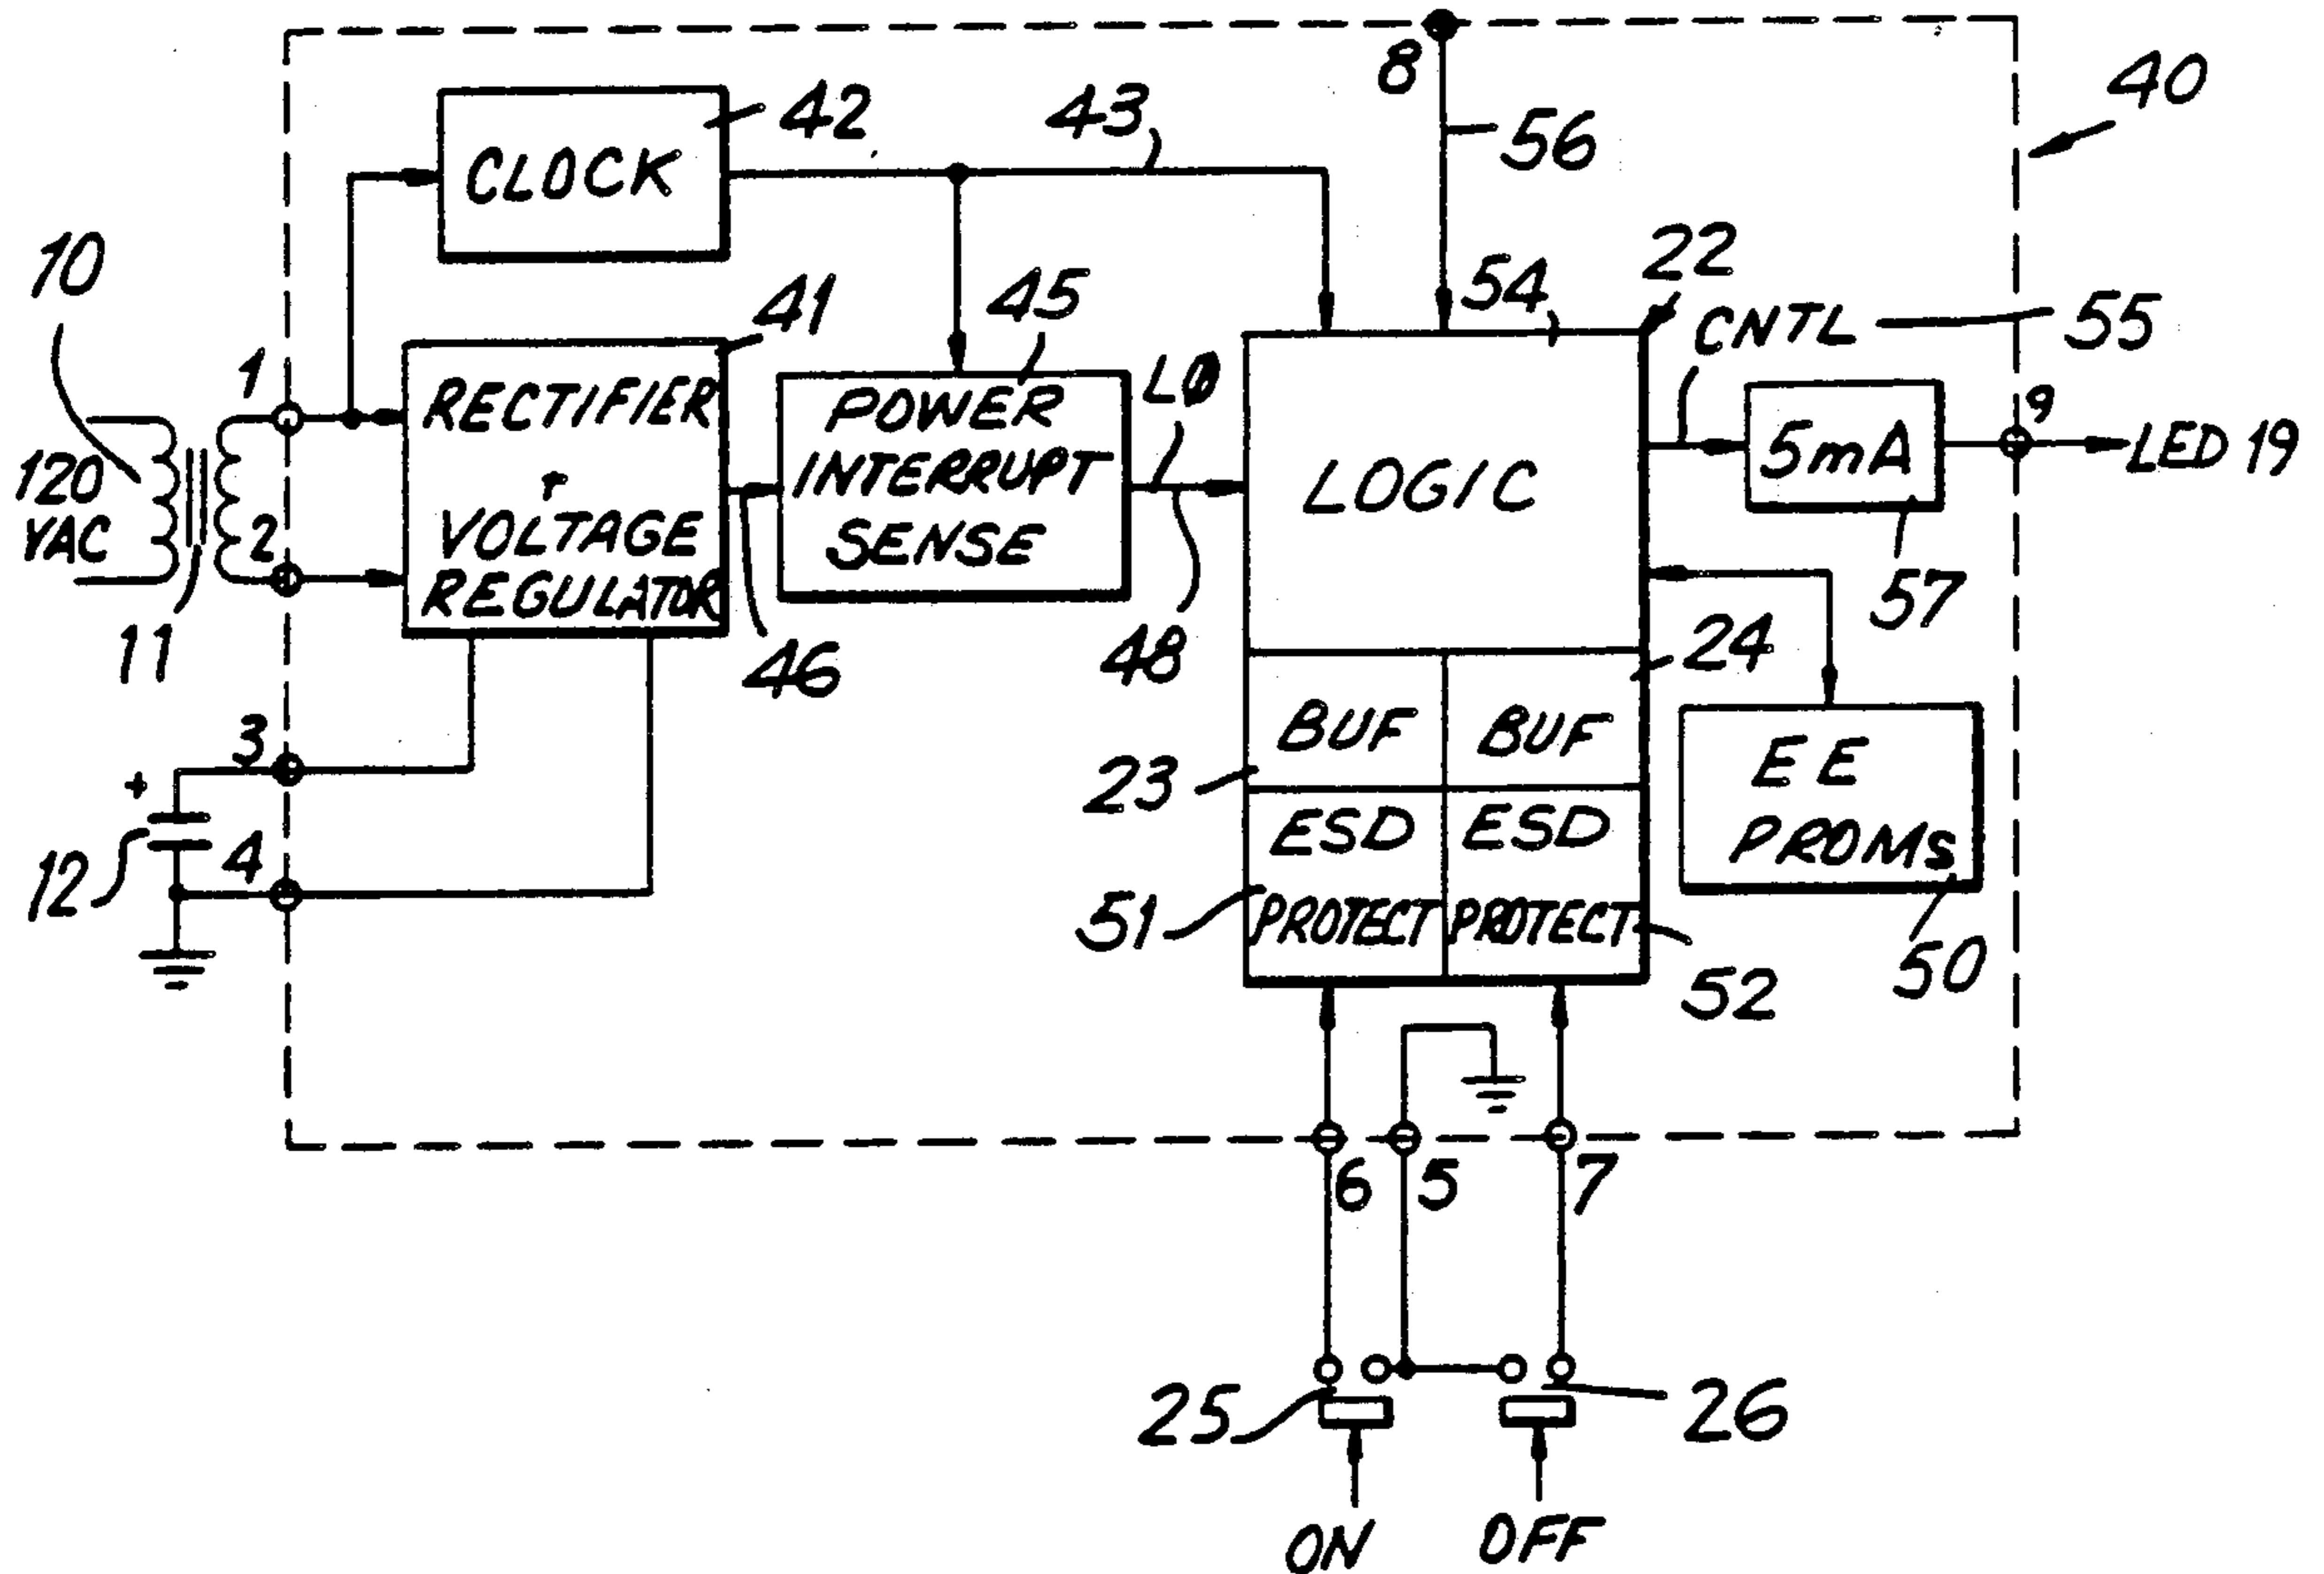 8
40
42
43
56
CLOCK
10
22
45
54
41
CNTL
55
1
LØ
9
RECTIFIER
+
VOLTAGE
REGULATOR
POWER
INTERRUPT
SENSE
LOGIC
5mA
LED 19
120
VAC
2
57
11
46
48
24
3
BUF
BUF
23
EE
PROMs
+
12
4
ESD
PROTECT
ESD
PROTECT
51
52
50
6
5
7
25
26
ON
OFF